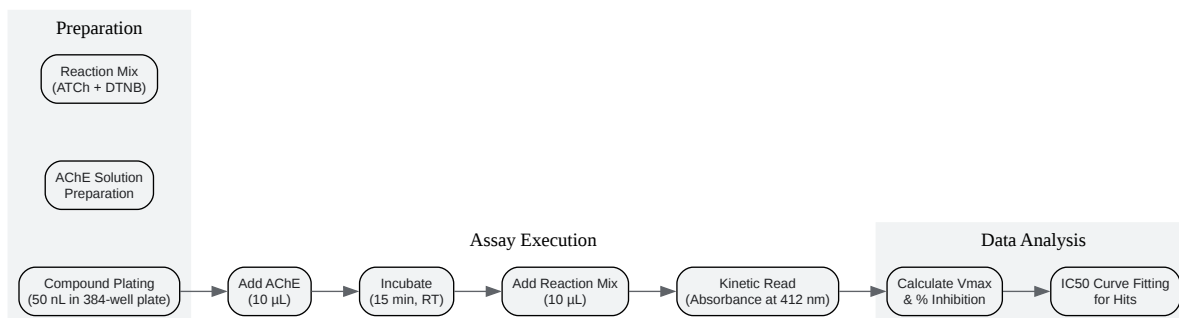 Preparation
Reaction Mix
(ATCh + DTNB)
AChE Solution
Preparation
Assay Execution
Data Analysis
Compound Plating
(50 nL in 384-well plate)
Add AChE
(10 µL)
Incubate
(15 min, RT)
Add Reaction Mix
(10 µL)
Kinetic Read
(Absorbance at 412 nm)
Calculate Vmax
& % Inhibition
IC50 Curve Fitting
for Hits